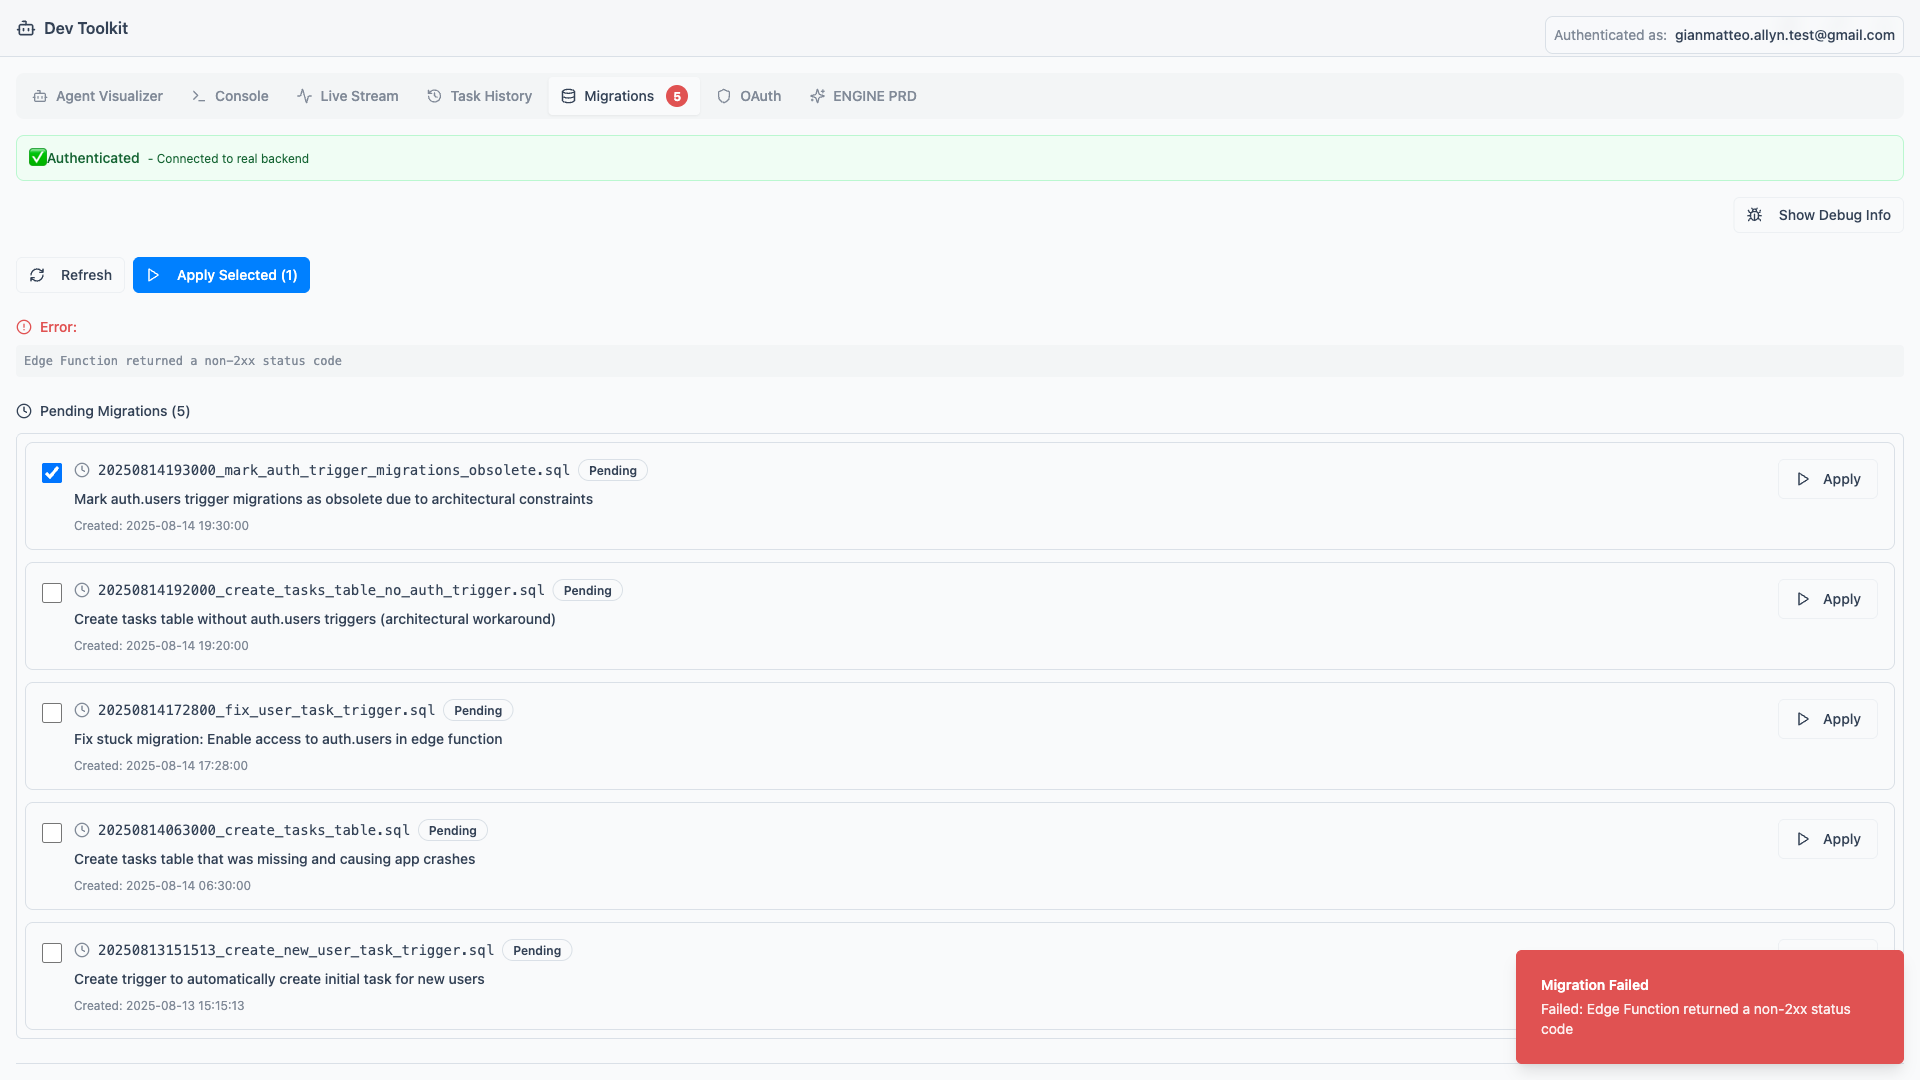 Dev Toolkit
Authenticated as: gianmatteo.allyn.test@gmail.com
Agent Visualizer
Console
Live Stream
Task History
Migrations 5
OAuth
ENGINE PRD
✅Authenticated - Connected to real backend
Show Debug Info
Refresh
Apply Selected (1)
Error:
Edge Function returned a non-2xx status code
Pending Migrations (5)
20250814193000_mark_auth_trigger_migrations_obsolete.sql Pending
Apply
Mark auth.users trigger migrations as obsolete due to architectural constraints
Created: 2025-08-14 19:30:00
20250814192000_create_tasks_table_no_auth_trigger.sql Pending
Apply
Create tasks table without auth.users triggers (architectural workaround)
Created: 2025-08-14 19:20:00
20250814172800_fix_user_task_trigger.sql Pending
Apply
Fix stuck migration: Enable access to auth.users in edge function
Created: 2025-08-14 17:28:00
20250814063000_create_tasks_table.sql Pending
Apply
Create tasks table that was missing and causing app crashes
Created: 2025-08-14 06:30:00
20250813151513_create_new_user_task_trigger.sql Pending
Create trigger to automatically create initial task for new users
Created: 2025-08-13 15:15:13
Migration Failed
Failed: Edge Function returned a non-2xx status
code